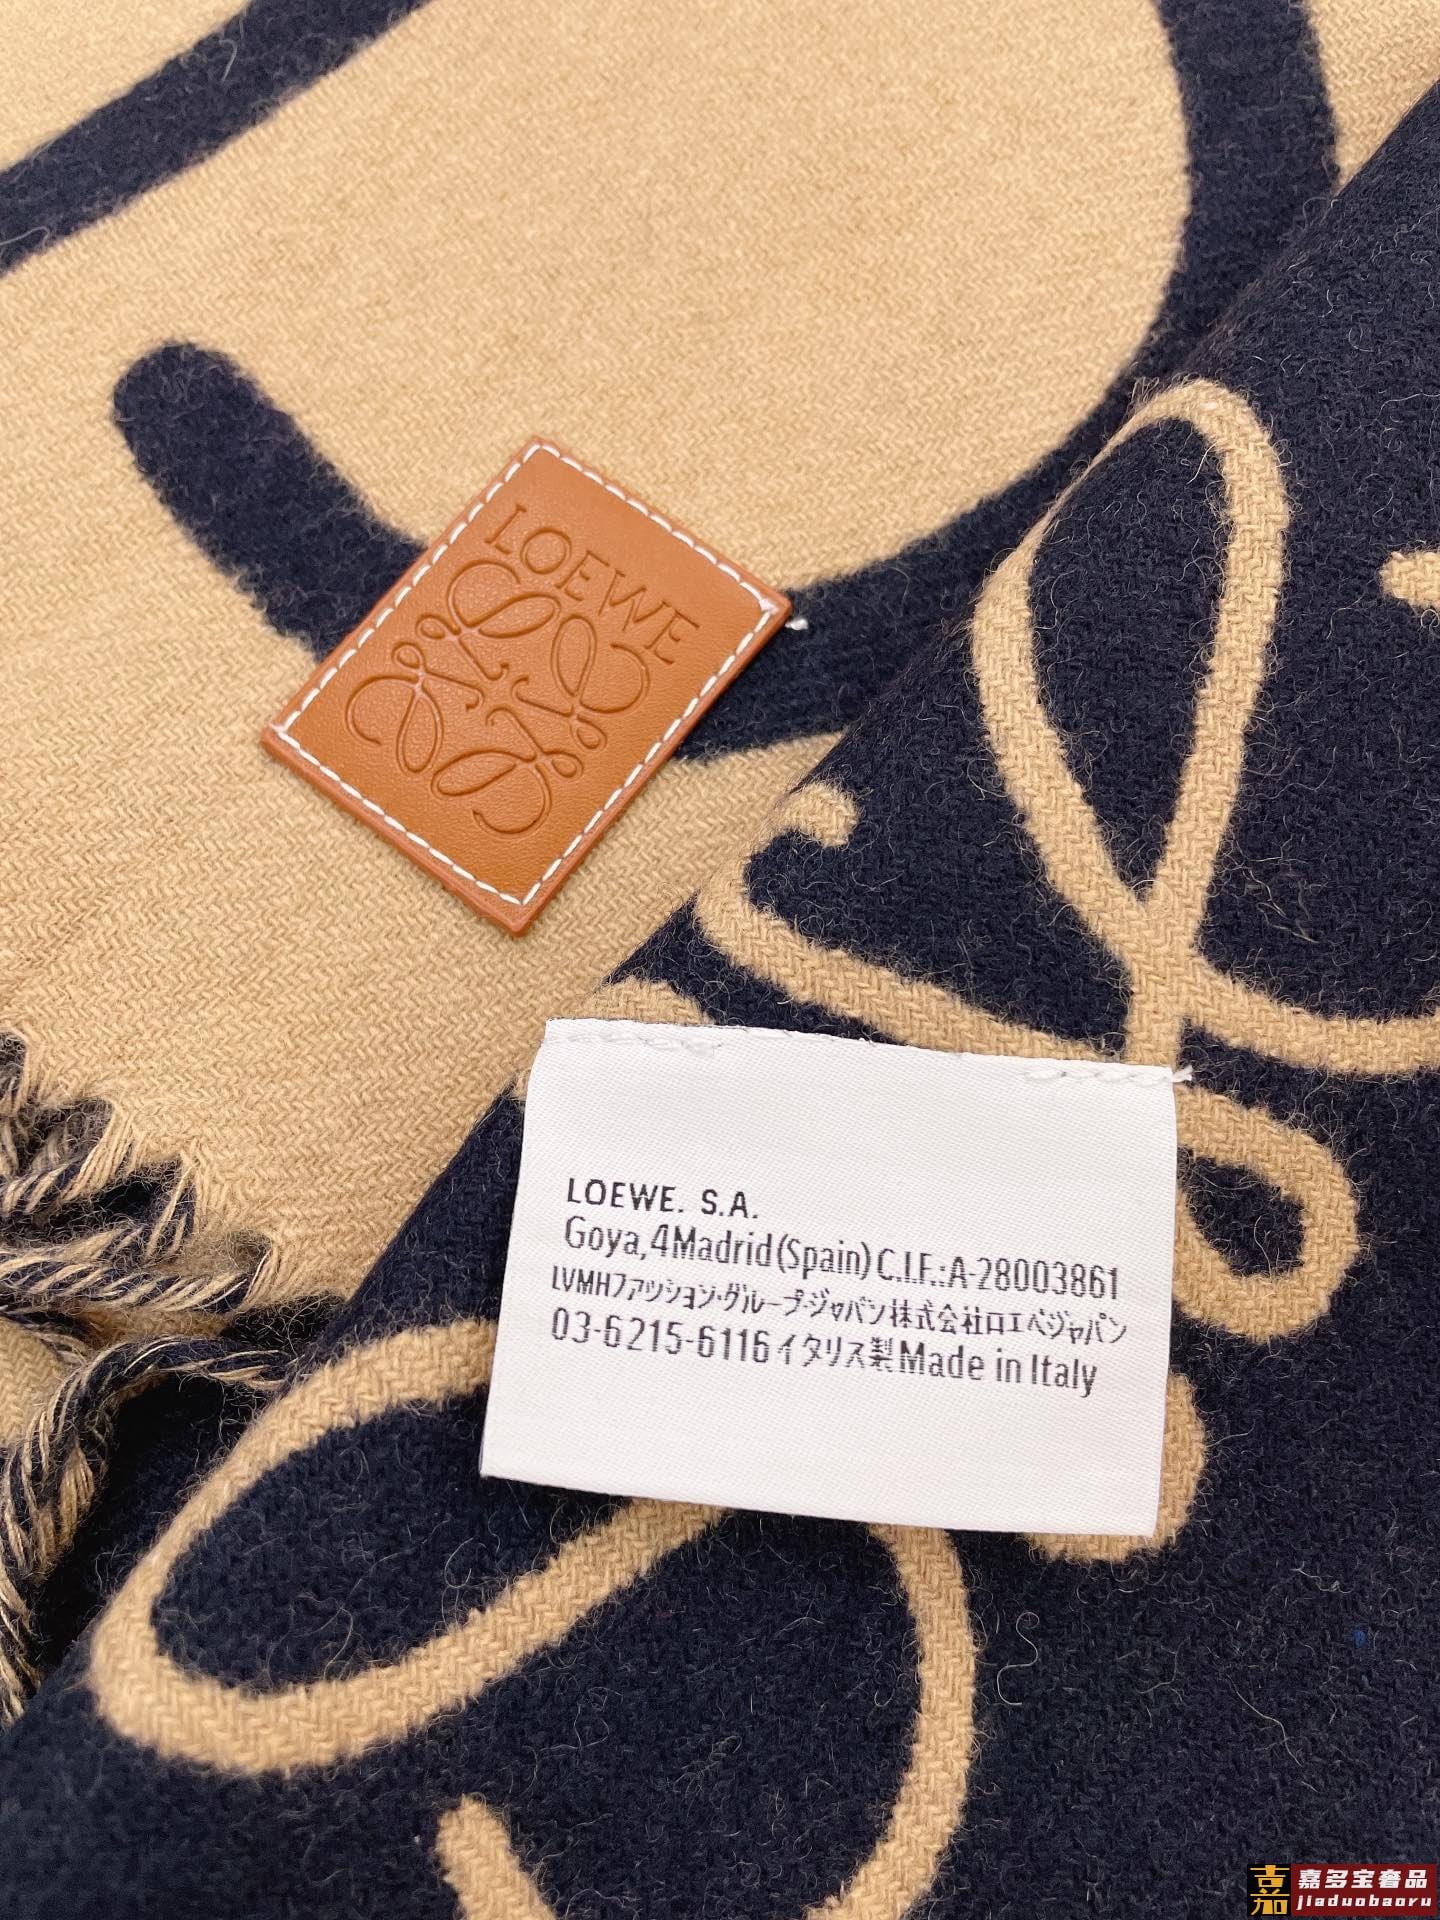 LOEWE
LOEWE. S.A.
Goya,4Madrid(Spain)C.I.F.:A-28003861
LVMHファッション・グループ・ジャパン株式会社ロエベジャパン
03-6215-6116イタリス製Made in Italy
嘉
嘉多宝奢品
jiaduobaoru